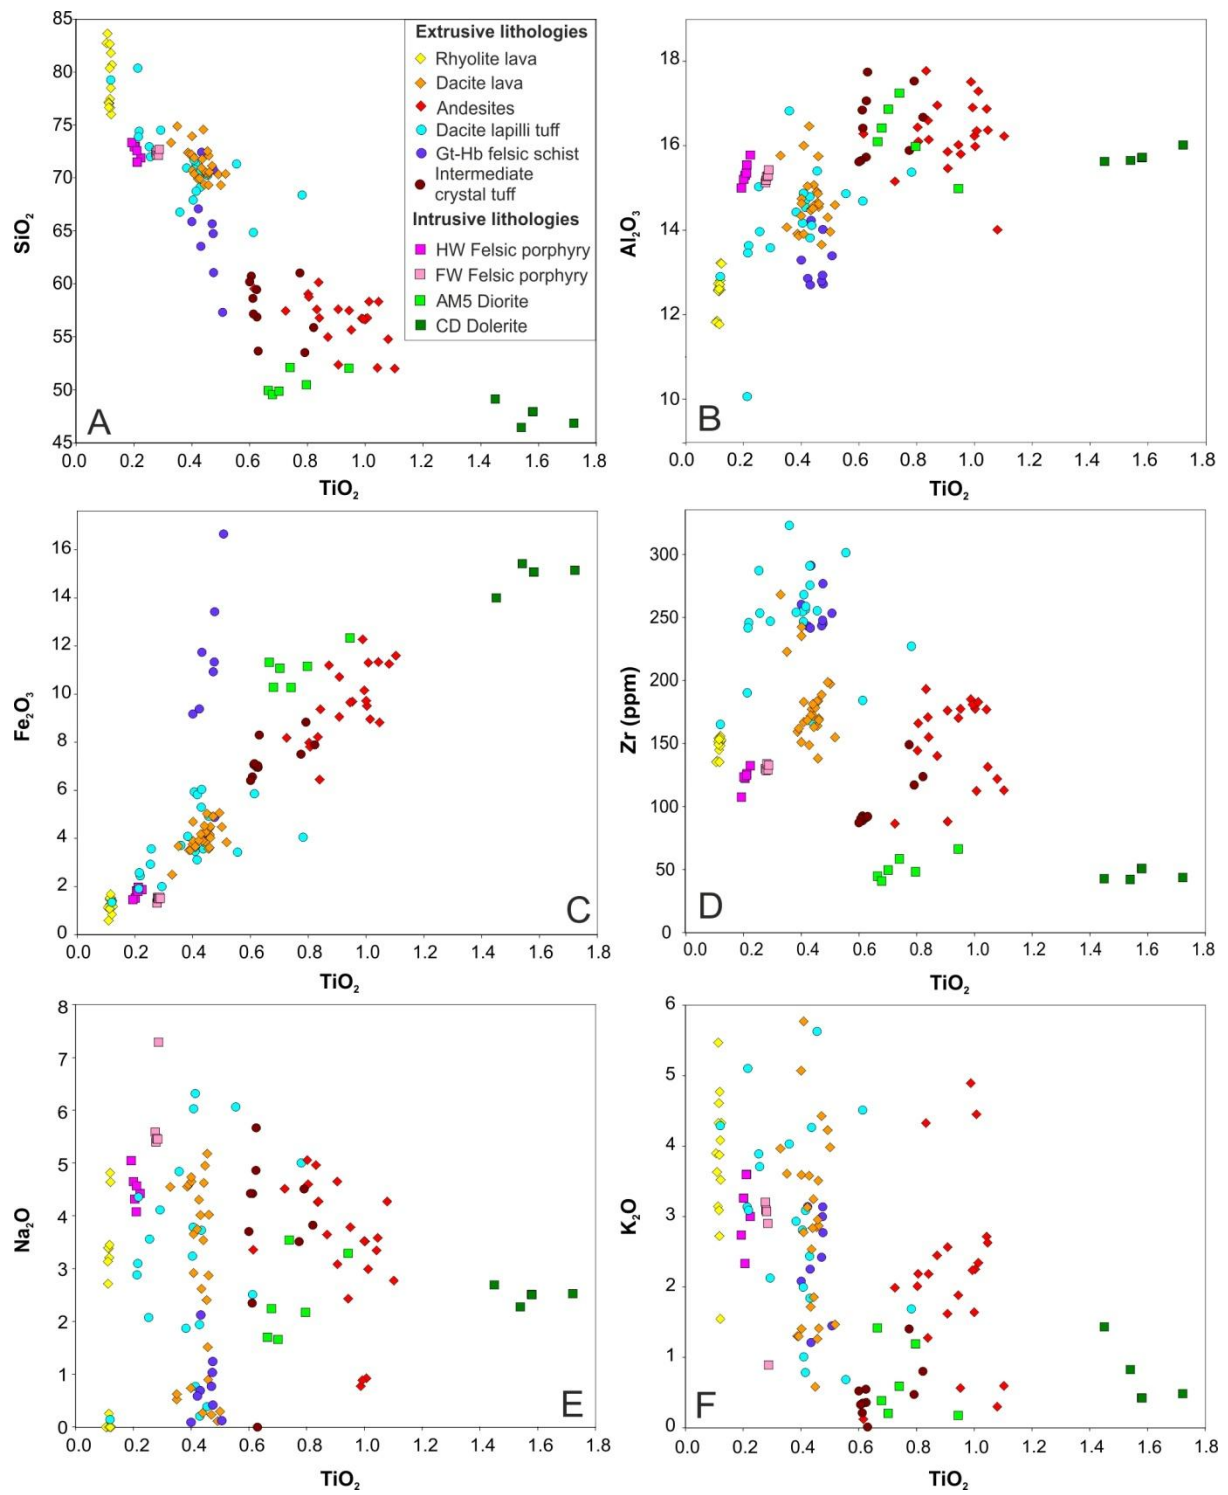 85
80
75
70
65
60
55
50
45
SiO₂
0.0 0.2 0.4 0.6 0.8 1.0 1.2 1.4 1.6 1.8
TiO₂
A
Extrusive lithologies
Rhyolite lava
Dacite lava
Andesites
Dacite lapilli tuff
Gt-Hb felsic schist
Intermediate
crystal tuff
Intrusive lithologies
HW Felsic porphyry
FW Felsic porphyry
AM5 Diorite
CD Dolerite
18
16
14
12
10
Al₂O₃
0.0 0.2 0.4 0.6 0.8 1.0 1.2 1.4 1.6 1.8
TiO₂
B
16
14
12
10
8
6
4
2
0
Fe₂O₃
0.0 0.2 0.4 0.6 0.8 1.0 1.2 1.4 1.6 1.8
TiO₂
C
300
250
200
150
100
50
0
Zr (ppm)
0.0 0.2 0.4 0.6 0.8 1.0 1.2 1.4 1.6 1.8
TiO₂
D
8
7
6
5
4
3
2
1
0
Na₂O
0.0 0.2 0.4 0.6 0.8 1.0 1.2 1.4 1.6 1.8
TiO₂
E
6
5
4
3
2
1
0
K₂O
0.0 0.2 0.4 0.6 0.8 1.0 1.2 1.4 1.6 1.8
TiO₂
F